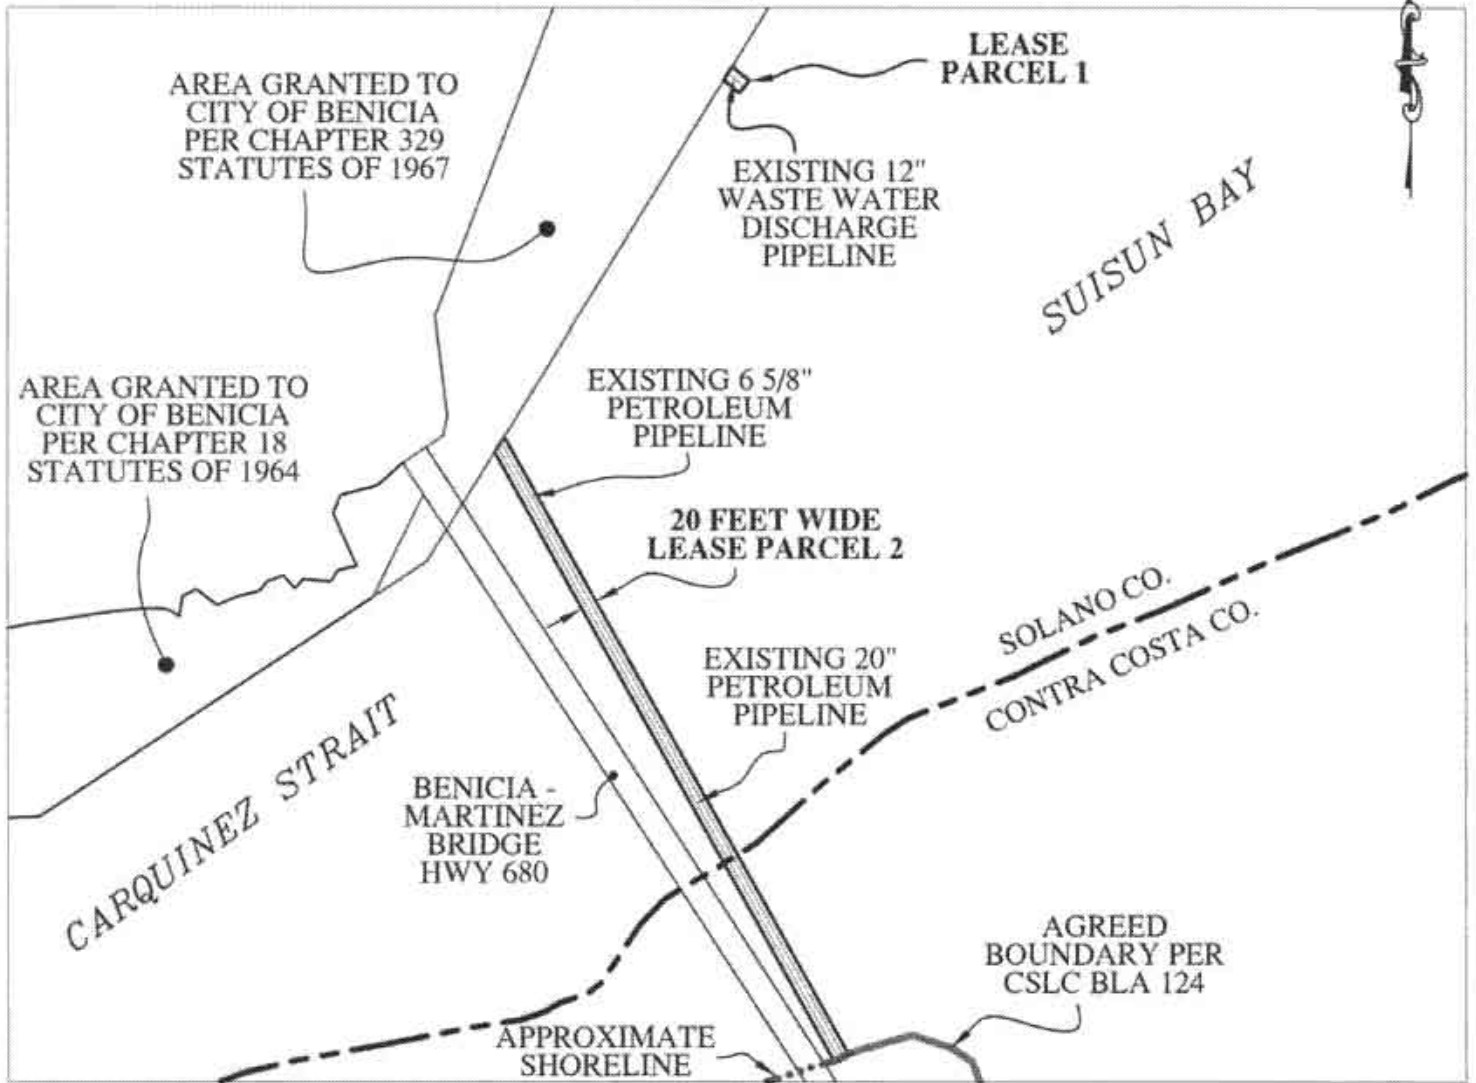 LEASE
PARCEL 1
AREA GRANTED TO
CITY OF BENICIA
PER CHAPTER 329
STATUTES OF 1967
EXISTING 12"
WASTE WATER
DISCHARGE
PIPELINE
SUISUN BAY
AREA GRANTED TO
CITY OF BENICIA
PER CHAPTER 18
STATUTES OF 1964
EXISTING 6 5/8"
PETROLEUM
PIPELINE
20 FEET WIDE
LEASE PARCEL 2
SOLANO CO.
CONTRA COSTA CO.
EXISTING 20"
PETROLEUM
PIPELINE
CARQUINEZ STRAIT
BENICIA -
MARTINEZ
BRIDGE
HWY 680
AGREED
BOUNDARY PER
CSLC BLA 124
APPROXIMATE
SHORELINE